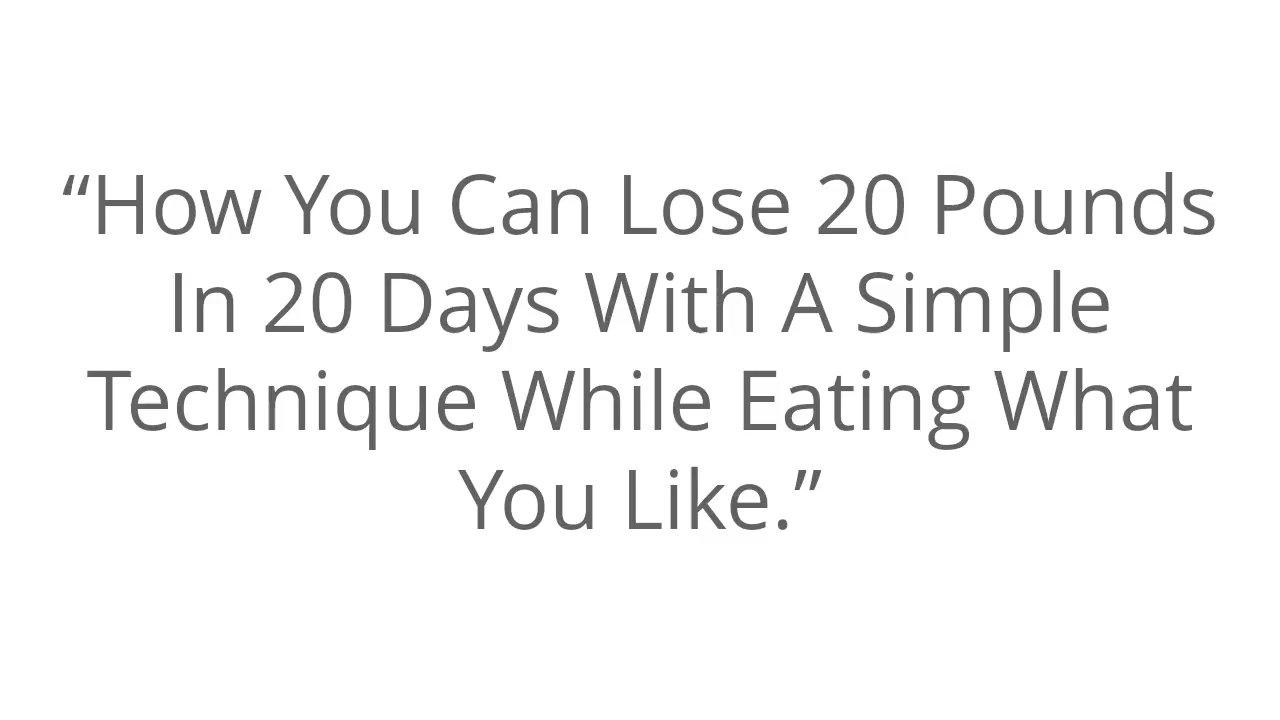 “How You Can Lose 20 Pounds
In 20 Days With A Simple
Technique While Eating What
You Like.”